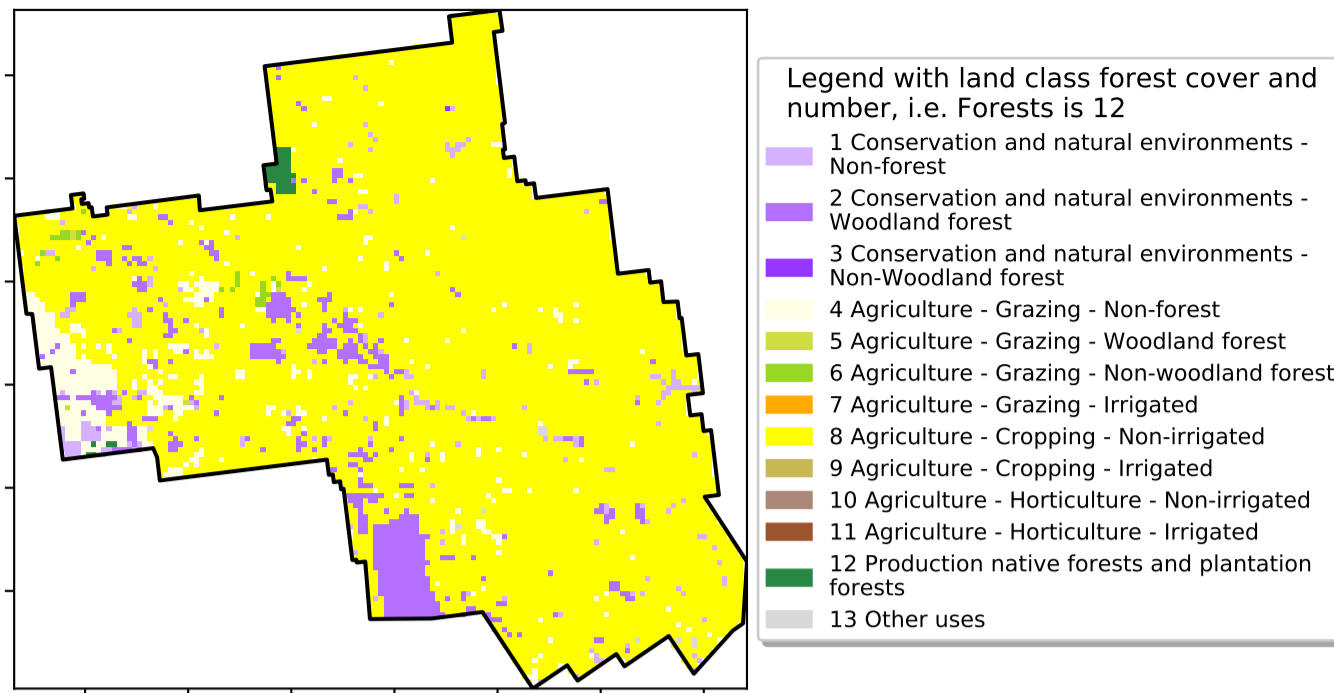 Legend with land class forest cover and
number, i.e. Forests is 12
1 Conservation and natural environments -
Non-forest
2 Conservation and natural environments -
Woodland forest
3 Conservation and natural environments -
Non-Woodland forest
4 Agriculture - Grazing - Non-forest
5 Agriculture - Grazing - Woodland forest
6 Agriculture - Grazing - Non-woodland forest
7 Agriculture - Grazing - Irrigated
8 Agriculture - Cropping - Non-irrigated
9 Agriculture - Cropping - Irrigated
10 Agriculture - Horticulture - Non-irrigated
11 Agriculture - Horticulture - Irrigated
12 Production native forests and plantation
forests
13 Other uses